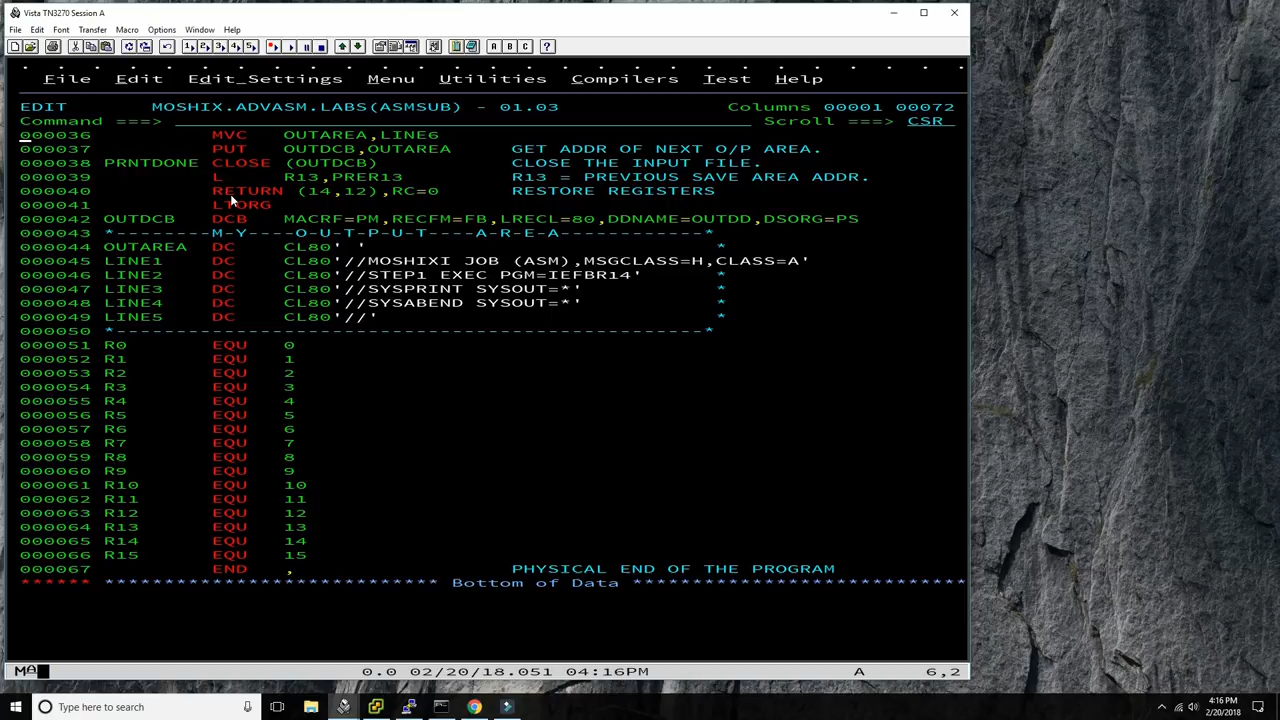 Vista TN3270 Session A
File Edit Font Transfer Macro Options Window Help
1 2 3 4 5 A B C ?
File Edit Edit_Settings Menu Utilities Compilers Test Help
EDIT MOSHIX.ADVASM.LABS(ASMSUB) - 01.03 Columns 00001 00072
Command ===> Scroll ===> CSR
000036 MVC OUTAREA,LINE6
000037 PUT OUTDCB,OUTAREA GET ADDR OF NEXT O/P AREA.
000038 PRNTDONE CLOSE (OUTDCB) CLOSE THE INPUT FILE.
000039 L R13,PRER13 R13 = PREVIOUS SAVE AREA ADDR.
000040 RETURN (14,12),RC=0 RESTORE REGISTERS
000041 LTORG
000042 OUTDCB DCB MACRF=PM,RECFM=FB,LRECL=80,DDNAME=OUTDD,DSORG=PS
000043 *--------M-Y----O-U-T-P-U-T----A-R-E-A------------*
000044 OUTAREA DC CL80' ' *
000045 LINE1 DC CL80'//MOSHIXI JOB (ASM),MSGCLASS=H,CLASS=A'
000046 LINE2 DC CL80'//STEP1 EXEC PGM=IEFBR14' *
000047 LINE3 DC CL80'//SYSPRINT SYSOUT=*' *
000048 LINE4 DC CL80'//SYSABEND SYSOUT=*' *
000049 LINE5 DC CL80'//' *
000050 *-------------------------------------------------*
000051 R0 EQU 0
000052 R1 EQU 1
000053 R2 EQU 2
000054 R3 EQU 3
000055 R4 EQU 4
000056 R5 EQU 5
000057 R6 EQU 6
000058 R7 EQU 7
000059 R8 EQU 8
000060 R9 EQU 9
000061 R10 EQU 10
000062 R11 EQU 11
000063 R12 EQU 12
000064 R13 EQU 13
000065 R14 EQU 14
000066 R15 EQU 15
000067 END , PHYSICAL END OF THE PROGRAM
****** **************************** Bottom of Data ****************************
MA 0.0 02/20/18.051 04:16PM A 6,2
Type here to search
4:16 PM
2/20/2018